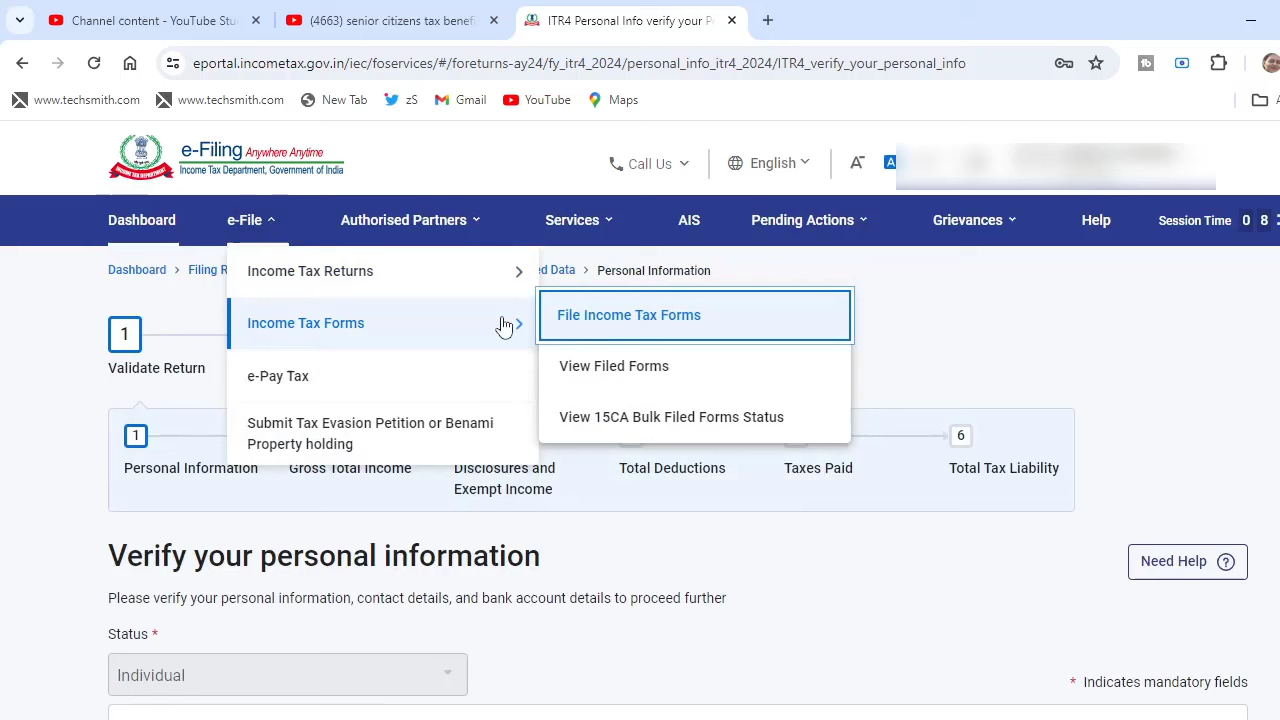 Channel content - YouTube Stu
(4663) senior citizens tax benef
ITR4 Personal Info verify your P
eportal.incometax.gov.in/iec/foservices/#/foreturns-ay24/fy_itr4_2024/personal_info_itr4_2024/ITR4_verify_your_personal_info
www.techsmith.com www.techsmith.com New Tab zS Gmail YouTube Maps
e-Filing Anywhere Anytime
Income Tax Department, Government of India
INCOME TAX DEPARTMENT
Call Us English A A
Dashboard e-File Authorised Partners Services AIS Pending Actions Grievances Help Session Time 0 8 :
Dashboard > Filing R ed Data > Personal Information
Income Tax Returns
Income Tax Forms
e-Pay Tax
Submit Tax Evasion Petition or Benami
Property holding
File Income Tax Forms
View Filed Forms
View 15CA Bulk Filed Forms Status
1
Validate Return
1 6
Personal Information Gross Total Income Disclosures and Total Deductions Taxes Paid Total Tax Liability
Exempt Income
Verify your personal information
Need Help ?
Please verify your personal information, contact details, and bank account details to proceed further
Status *
Individual
* Indicates mandatory fields